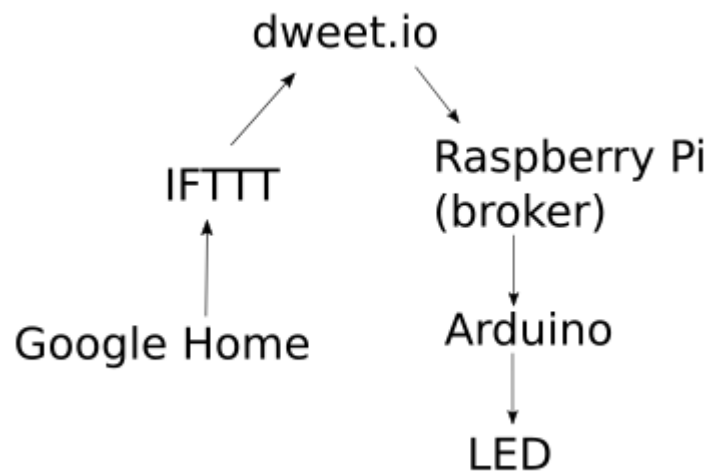 dweet.io
IFTTT
Raspberry Pi
(broker)
Google Home
Arduino
LED